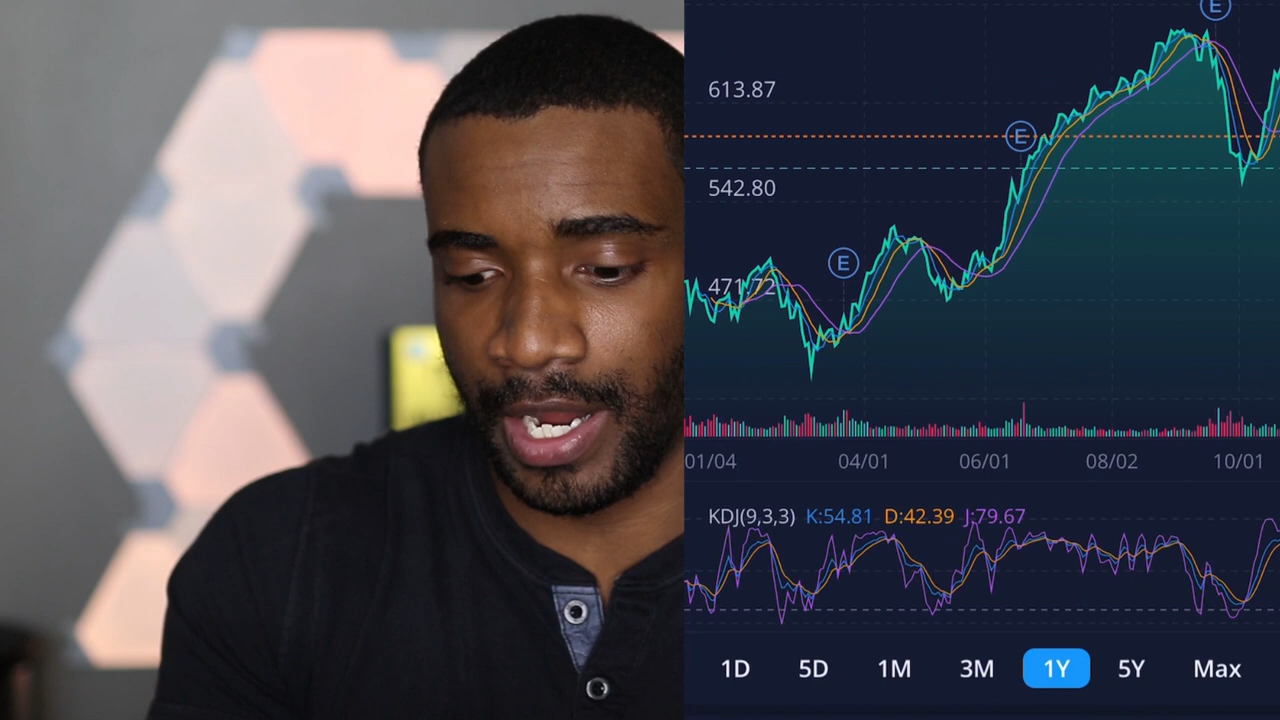 E
613.87
E
542.80
E
471.72
01/04 04/01 06/01 08/02 10/01
KDJ(9,3,3) K:54.81 D:42.39 J:79.67
1D 5D 1M 3M 1Y 5Y Max